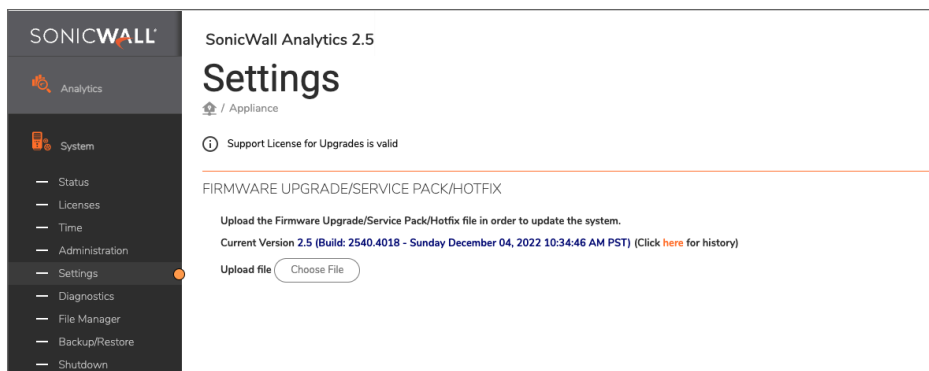 SONICWALL
Analytics
System
Status
Licenses
Time
Administration
Settings
Diagnostics
File Manager
Backup/Restore
Shutdown
SonicWall Analytics 2.5
Settings
/ Appliance
Support License for Upgrades is valid
FIRMWARE UPGRADE/SERVICE PACK/HOTFIX
Upload the Firmware Upgrade/Service Pack/Hotfix file in order to update the system.
Current Version 2.5 (Build: 2540.4018 - Sunday December 04, 2022 10:34:46 AM PST) (Click here for history)
Upload file Choose File